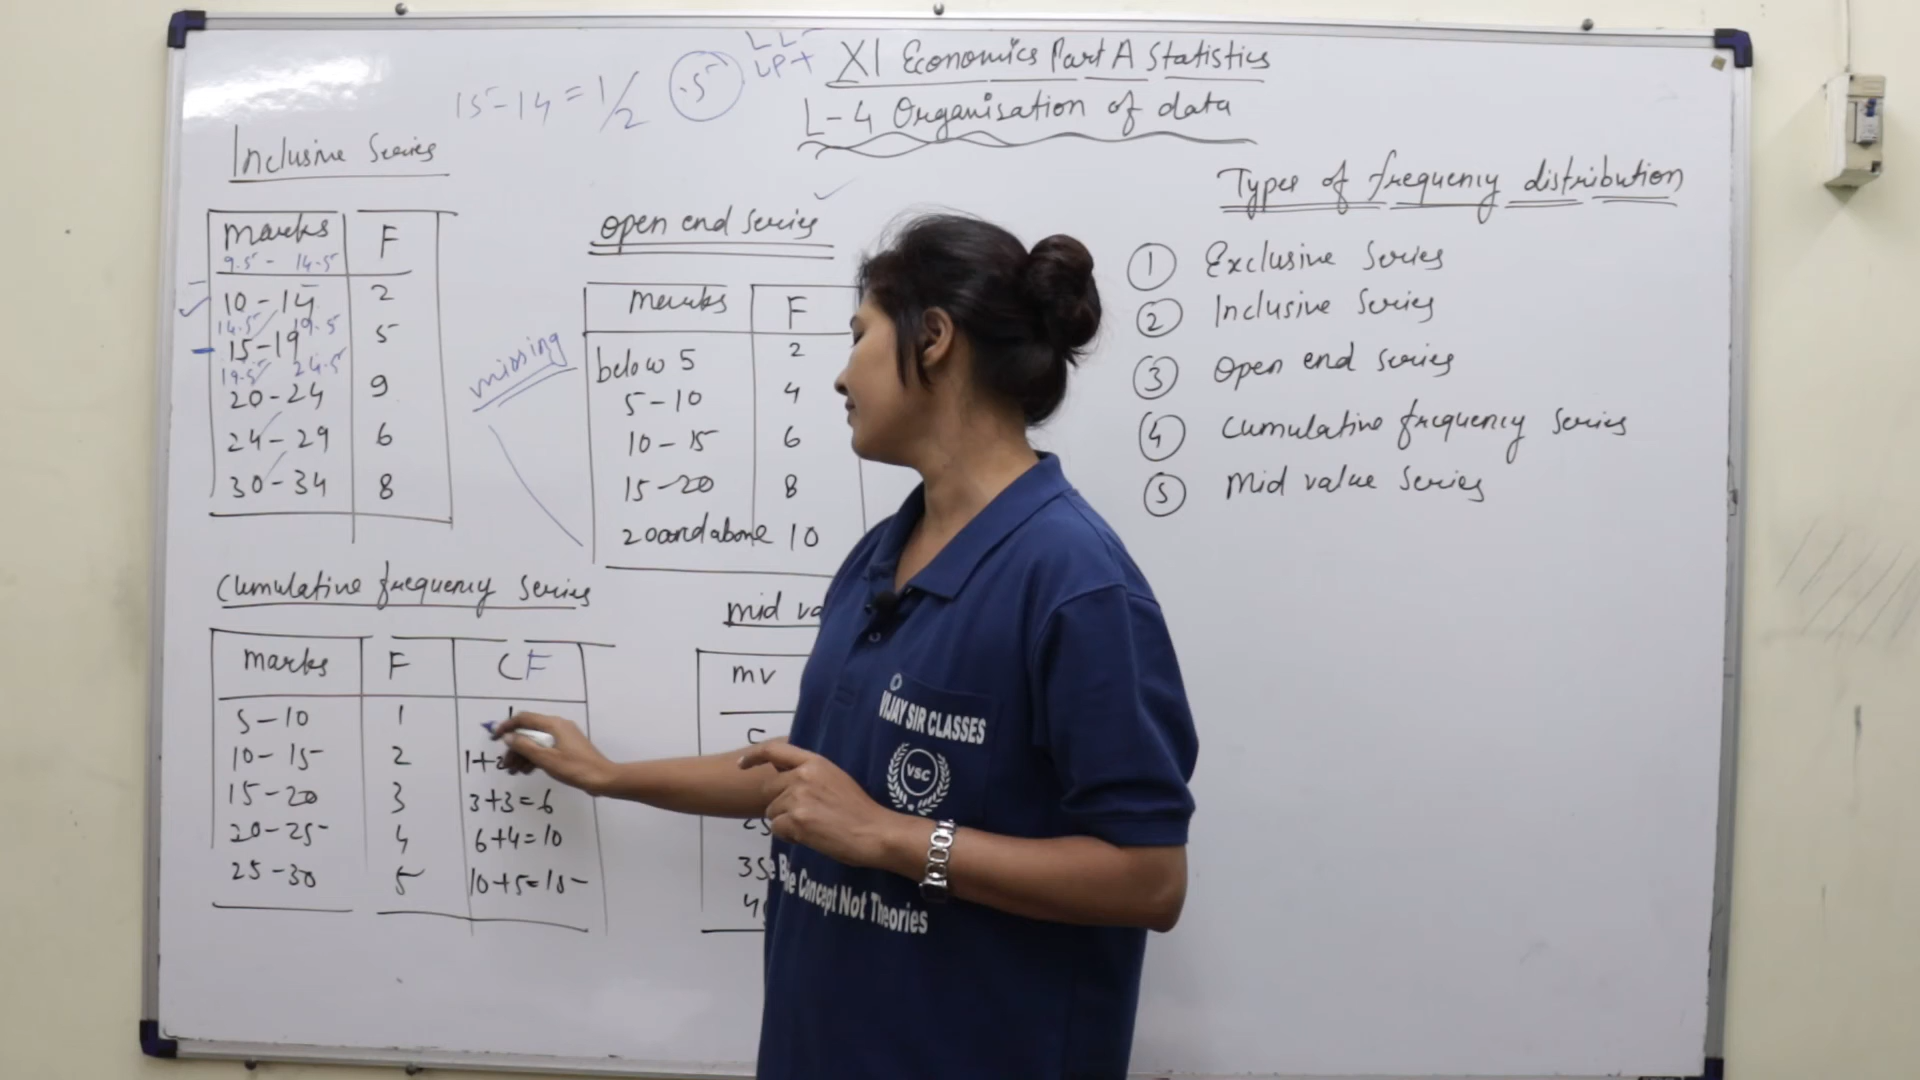 XI Economics Part A Statistics
L-4 Organisation of data
15-14=1/2 .5
LL-
UP+
Inclusive Series
Marks F
9.5- 14.5
10-14 2
14.5 19.5
15-19 5
19.5 24.5
20-24 9
24-29 6
30-34 8
missing
open end series
Marks F
below 5 2
5-10 4
10-15 6
15-20 8
20 and above 10
Types of frequency distribution
1 Exclusive Series
2 Inclusive Series
3 Open end series
4 Cumulative frequency series
5 Mid value series
Cumulative frequency series
Marks F CF
5-10 1 1
10-15 2 1+
15-20 3 3+3=6
20-25 4 6+4=10
25-30 5 10+5=15
mid va
mv
35
VIJAY SIR CLASSES
VSC
Concept Not Theories